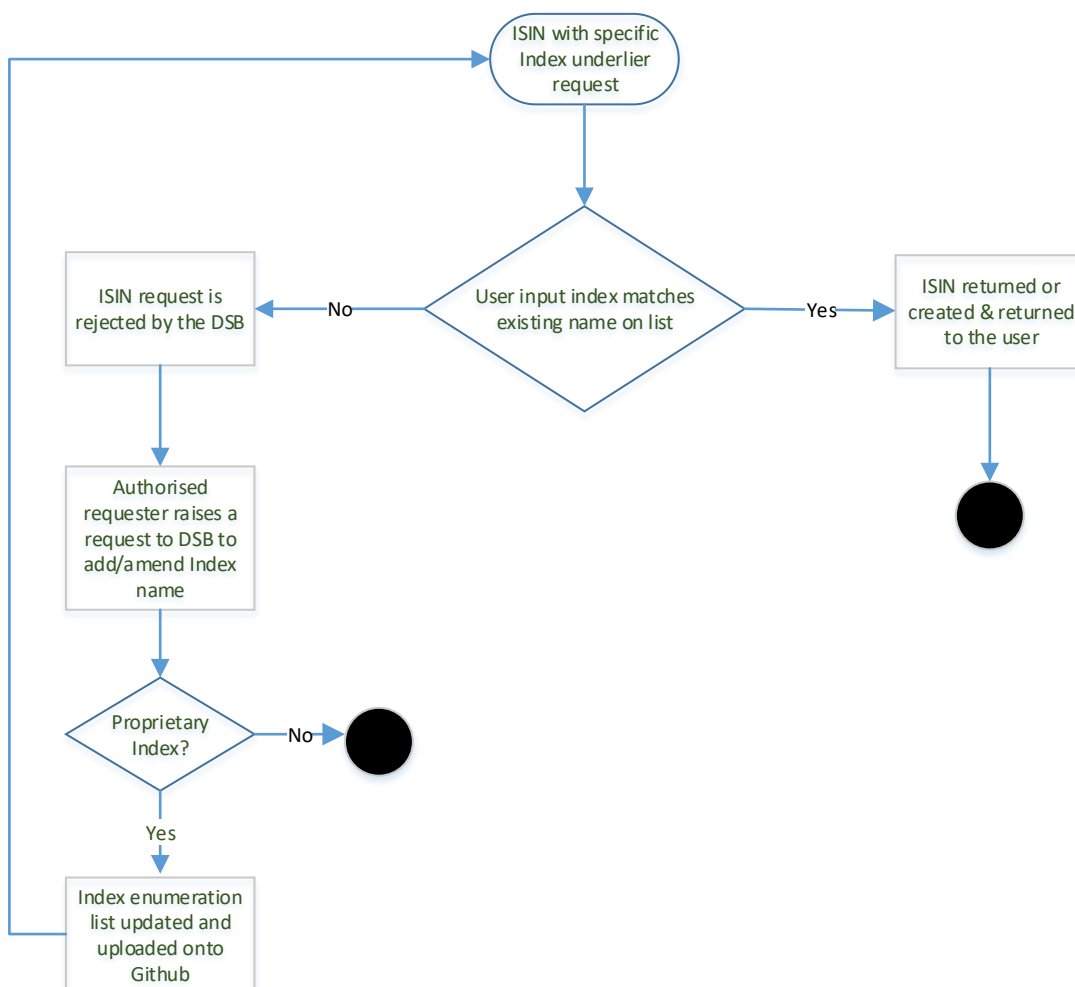 ISIN with specific
Index underlier
request
ISIN request is
rejected by the DSB
No
User input index matches
existing name on list
Yes
ISIN returned or
created & returned
to the user
Authorised
requester raises a
request to DSB to
add/amend Index
name
Proprietary
Index?
No
Yes
Index enumeration
list updated and
uploaded onto
Github